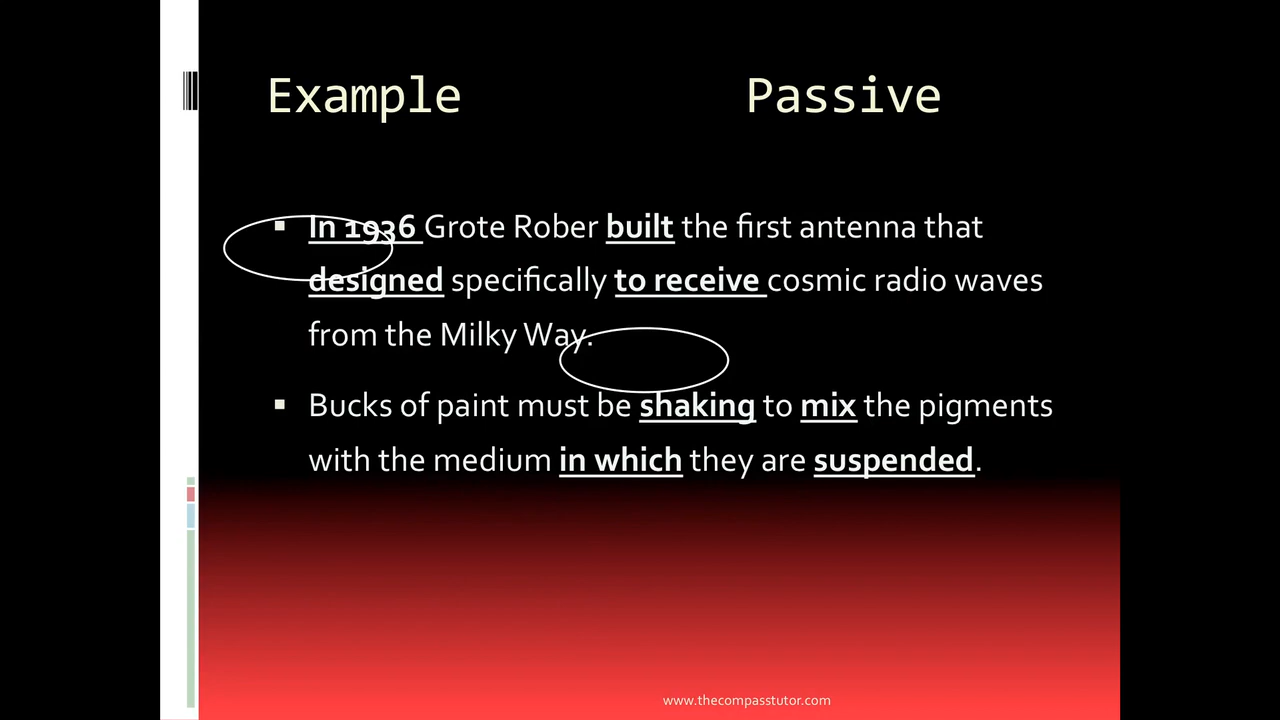 Example Passive
▪ In 1936 Grote Rober built the first antenna that
designed specifically to receive cosmic radio waves
from the Milky Way.
▪ Bucks of paint must be shaking to mix the pigments
with the medium in which they are suspended.
www.thecompasstutor.com